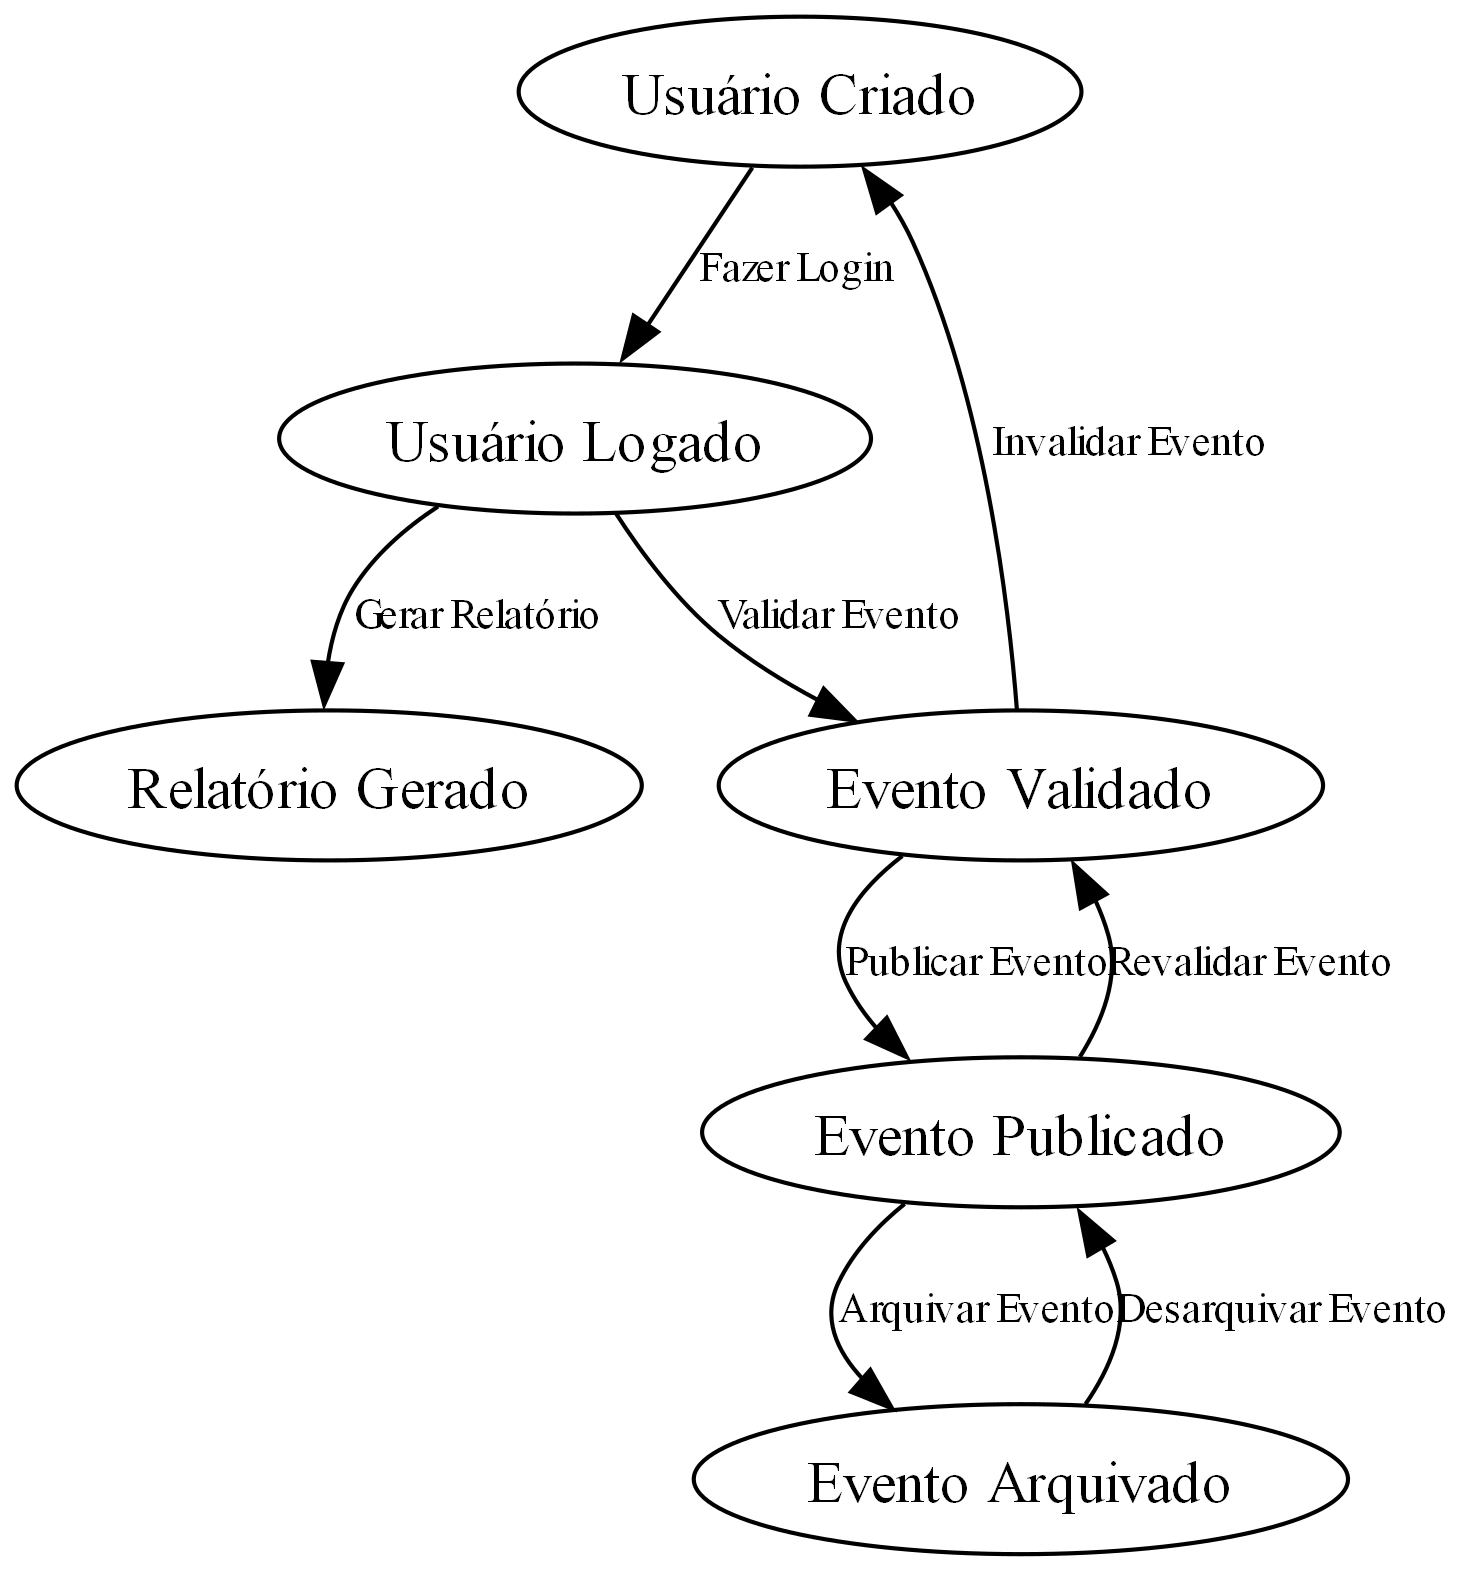 Usuário Criado
Fazer Login
Usuário Logado
Invalidar Evento
Gerar Relatório
Validar Evento
Relatório Gerado
Evento Validado
Publicar Evento
Revalidar Evento
Evento Publicado
Arquivar Evento
Desarquivar Evento
Evento Arquivado